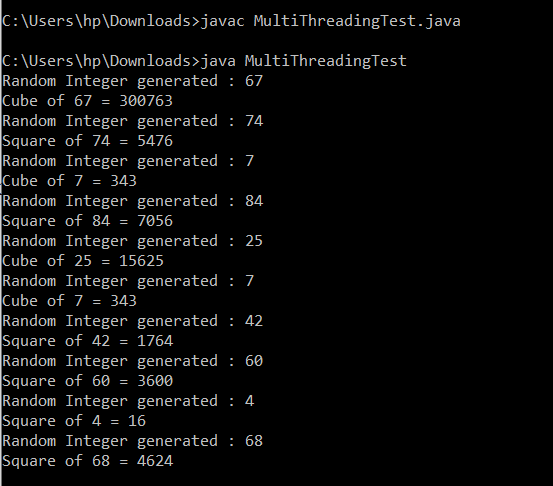 C:\Users\hp\Downloads>javac MultiThreadingTest.java
C:\Users\hp\Downloads>java MultiThreadingTest
Random Integer generated : 67
Cube of 67 = 300763
Random Integer generated : 74
Square of 74 = 5476
Random Integer generated : 7
Cube of 7 = 343
Random Integer generated : 84
Square of 84 = 7056
Random Integer generated : 25
Cube of 25 = 15625
Random Integer generated : 7
Cube of 7 = 343
Random Integer generated : 42
Square of 42 = 1764
Random Integer generated : 60
Square of 60 = 3600
Random Integer generated : 4
Square of 4 = 16
Random Integer generated : 68
Square of 68 = 4624